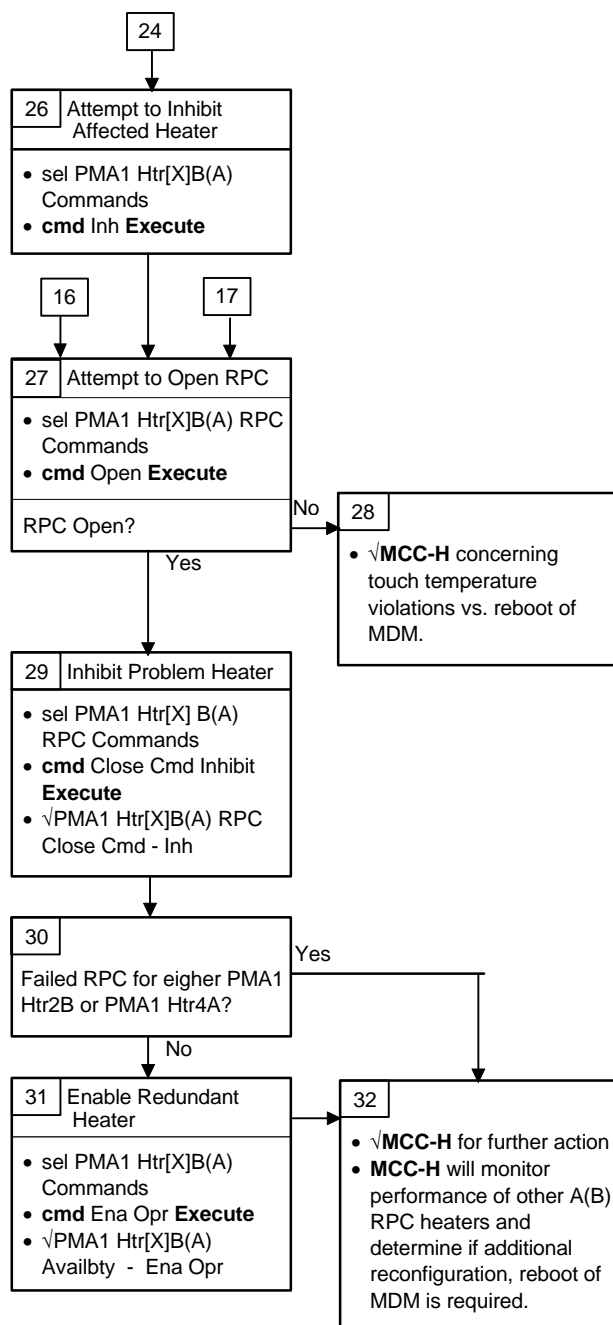 24
26 Attempt to Inhibit
Affected Heater
• sel PMA1 Htr[X]B(A)
Commands
• cmd Inh Execute
16
17
27 Attempt to Open RPC
• sel PMA1 Htr[X]B(A) RPC
Commands
• cmd Open Execute
RPC Open?
No
Yes
28
• √MCC-H concerning
touch temperature
violations vs. reboot of
MDM.
29 Inhibit Problem Heater
• sel PMA1 Htr[X] B(A)
RPC Commands
• cmd Close Cmd Inhibit
Execute
• √PMA1 Htr[X]B(A) RPC
Close Cmd - Inh
30
Failed RPC for eigher PMA1
Htr2B or PMA1 Htr4A?
Yes
No
31 Enable Redundant
Heater
• sel PMA1 Htr[X]B(A)
Commands
• cmd Ena Opr Execute
• √PMA1 Htr[X]B(A)
Availbty - Ena Opr
32
• √MCC-H for further action
• MCC-H will monitor
performance of other A(B)
RPC heaters and
determine if additional
reconfiguration, reboot of
MDM is required.